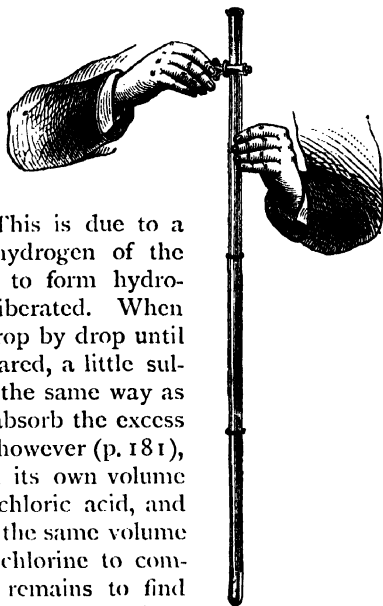 This is due to a
hydrogen of the
to form hydro-
iberated. When
rop by drop until
ared, a little sul-
the same way as
absorb the excess
however (p. 181),
its own volume
chloric acid, and
the same volume
chlorine to com-
remains to find